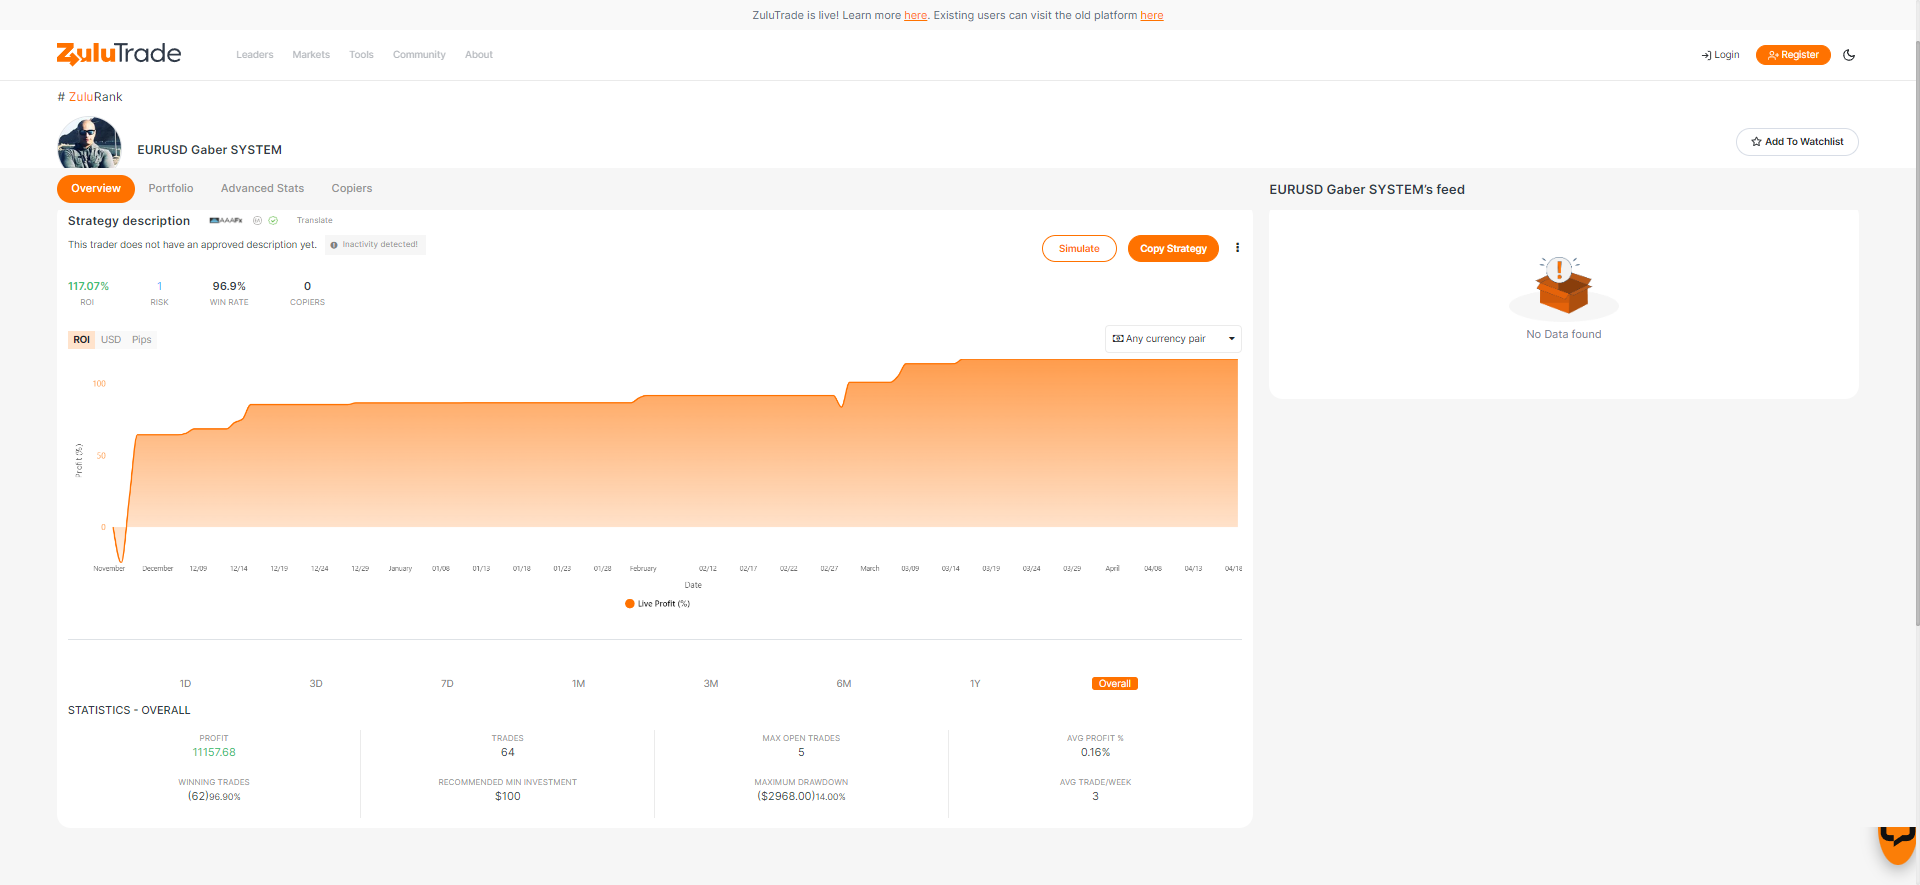 ZuluTrade is live! Learn more here. Existing users can visit the old platform here
ZuluTrade
Leaders Markets Tools Community About
Login
Register
# ZuluRank
EURUSD Gaber SYSTEM
Add To Watchlist
Overview Portfolio Advanced Stats Copiers
EURUSD Gaber SYSTEM's feed
Strategy description AAAFx Translate
This trader does not have an approved description yet. Inactivity detected!
Simulate Copy Strategy
117.07% 1 96.9% 0
ROI RISK WIN RATE COPIERS
No Data found
ROI USD Pips
Any currency pair
100
50
0
Profit (%)
November December 12/09 12/14 12/19 12/24 12/29 January 01/08 01/13 01/18 01/23 01/28 February 02/12 02/17 02/22 02/27 March 03/09 03/14 03/19 03/24 03/29 April 04/08 04/13 04/18
Date
Live Profit (%)
1D 3D 7D 1M 3M 6M 1Y Overall
STATISTICS - OVERALL
PROFIT TRADES MAX OPEN TRADES AVG PROFIT %
11157.68 64 5 0.16%
WINNING TRADES RECOMMENDED MIN INVESTMENT MAXIMUM DRAWDOWN AVG TRADE/WEEK
(62)96.90% $100 ($2968.00)14.00% 3